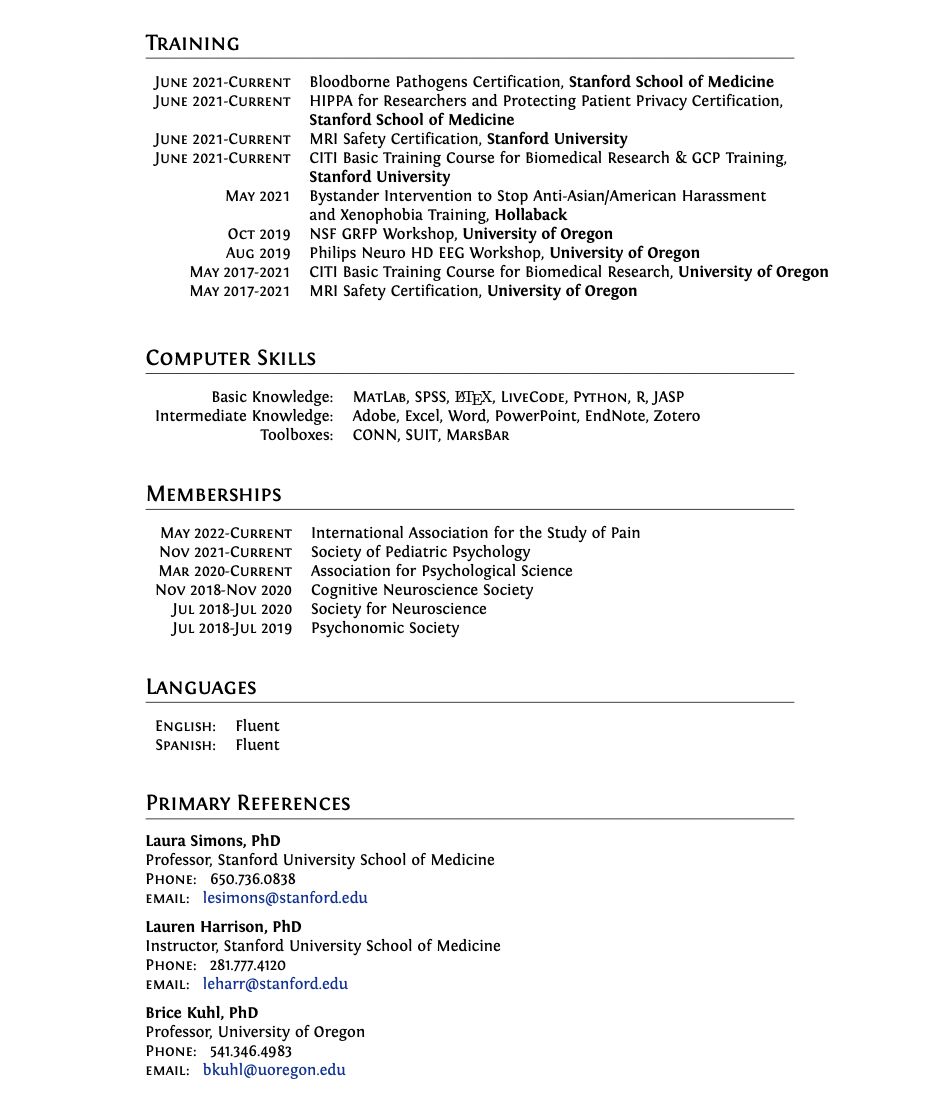 Training
June 2021-Current Bloodborne Pathogens Certification, Stanford School of Medicine
June 2021-Current HIPPA for Researchers and Protecting Patient Privacy Certification,
Stanford School of Medicine
June 2021-Current MRI Safety Certification, Stanford University
June 2021-Current CITI Basic Training Course for Biomedical Research & GCP Training,
Stanford University
May 2021 Bystander Intervention to Stop Anti-Asian/American Harassment
and Xenophobia Training, Hollaback
Oct 2019 NSF GRFP Workshop, University of Oregon
Aug 2019 Philips Neuro HD EEG Workshop, University of Oregon
May 2017-2021 CITI Basic Training Course for Biomedical Research, University of Oregon
May 2017-2021 MRI Safety Certification, University of Oregon
Computer Skills
Basic Knowledge: MatLab, SPSS, LATEX, LiveCode, Python, R, JASP
Intermediate Knowledge: Adobe, Excel, Word, PowerPoint, EndNote, Zotero
Toolboxes: CONN, SUIT, MarsBar
Memberships
May 2022-Current International Association for the Study of Pain
Nov 2021-Current Society of Pediatric Psychology
Mar 2020-Current Association for Psychological Science
Nov 2018-Nov 2020 Cognitive Neuroscience Society
Jul 2018-Jul 2020 Society for Neuroscience
Jul 2018-Jul 2019 Psychonomic Society
Languages
English: Fluent
Spanish: Fluent
Primary References
Laura Simons, PhD
Professor, Stanford University School of Medicine
Phone: 650.736.0838
email: lesimons@stanford.edu
Lauren Harrison, PhD
Instructor, Stanford University School of Medicine
Phone: 281.777.4120
email: leharr@stanford.edu
Brice Kuhl, PhD
Professor, University of Oregon
Phone: 541.346.4983
email: bkuhl@uoregon.edu